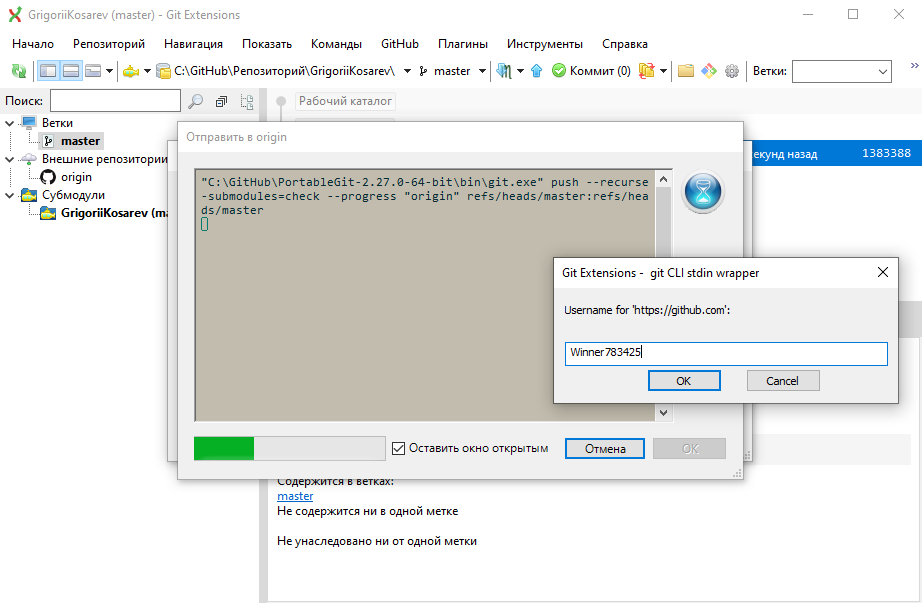 GrigoriiKosarev (master) - Git Extensions
Начало Репозиторий Навигация Показать Команды GitHub Плагины Инструменты Справка
C:\GitHub\Репозиторий\GrigoriiKosarev\ master Коммит (0) Ветки:
Поиск:
Рабочий каталог
Ветки
master
Внешние репозитории
origin
Субмодули
GrigoriiKosarev (ma
екунд назад 1383388
Отправить в origin
"C:\GitHub\PortableGit-2.27.0-64-bit\bin\git.exe" push --recurse
-submodules=check --progress "origin" refs/heads/master:refs/hea
ds/master
Git Extensions - git CLI stdin wrapper
Username for 'https://github.com':
Winner783425
OK Cancel
Оставить окно открытым Отмена OK
Содержится в ветках:
master
Не содержится ни в одной метке
Не унаследовано ни от одной метки